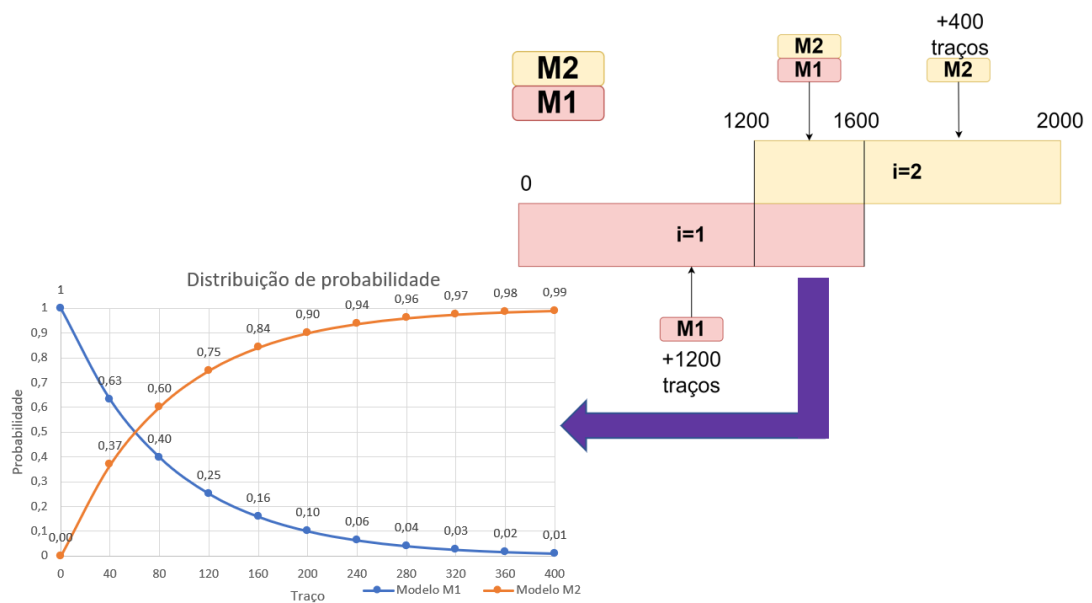 M2
M1
M2
M1
+400
traços
M2
1200
1600
2000
i=2
0
i=1
M1
+1200
traços
Distribuição de probabilidade
Probabilidade
1
0,9
0,8
0,7
0,6
0,5
0,4
0,3
0,2
0,1
0
1
0,63
0,40
0,25
0,16
0,10
0,06
0,04
0,03
0,02
0,01
0,00
0,37
0,60
0,75
0,84
0,90
0,94
0,96
0,97
0,98
0,99
0 40 80 120 160 200 240 280 320 360 400
Traço
Modelo M1 Modelo M2